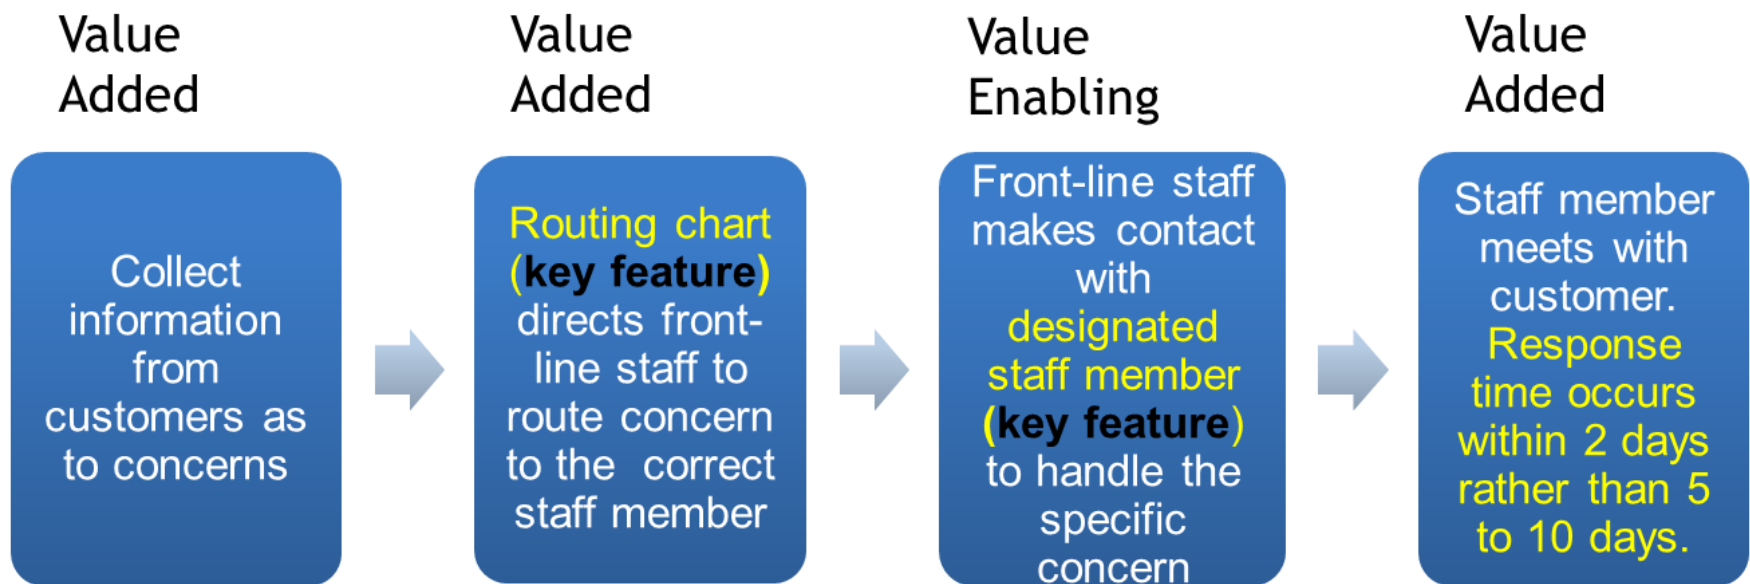 Value
Added
Value
Added
Value
Enabling
Value
Added
Collect
information
from
customers as
to concerns
Routing chart
(key feature)
directs front-
line staff to
route concern
to the correct
staff member
Front-line staff
makes contact
with
designated
staff member
(key feature)
to handle the
specific
concern
Staff member
meets with
customer.
Response
time occurs
within 2 days
rather than 5
to 10 days.